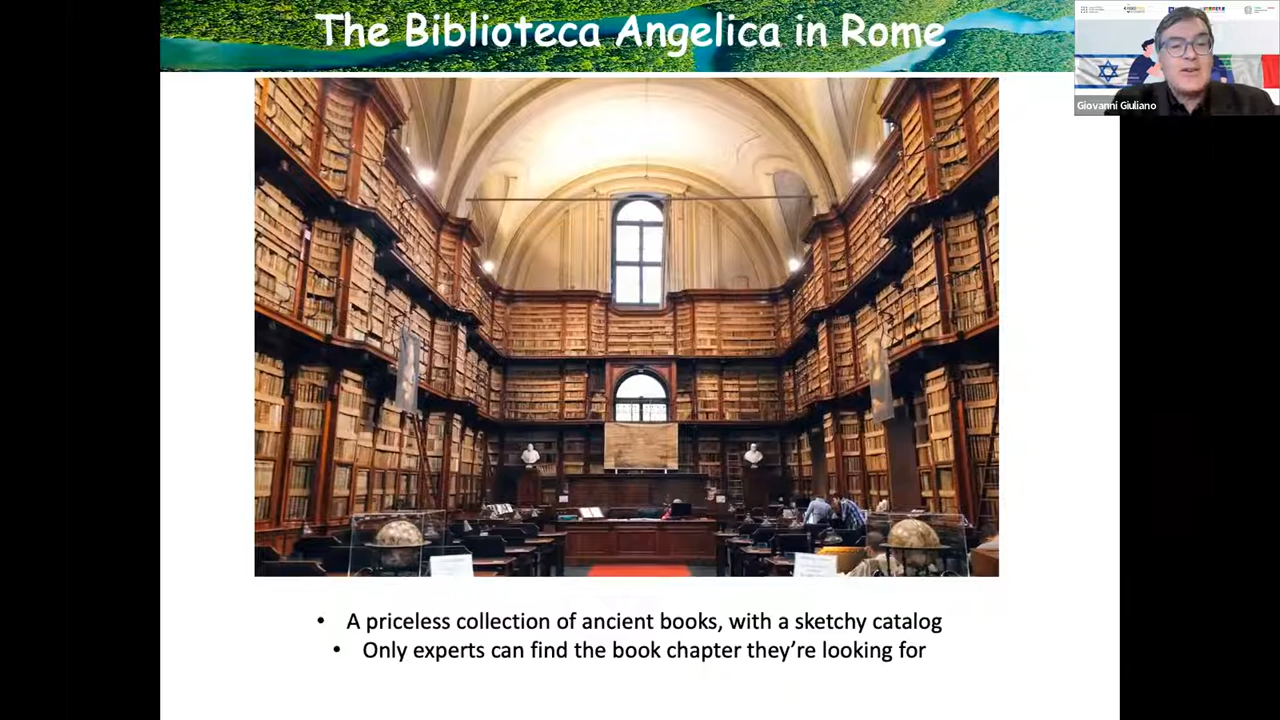 The Biblioteca Angelica in Rome
Giovanni Giuliano
• A priceless collection of ancient books, with a sketchy catalog
• Only experts can find the book chapter they’re looking for